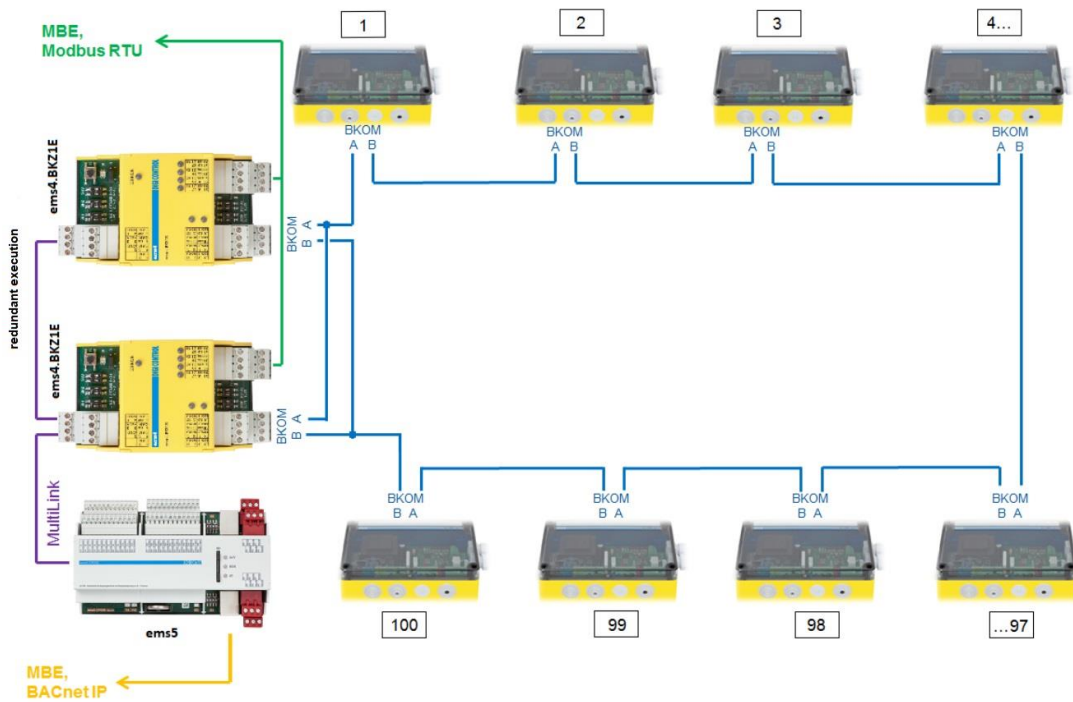 MBE,
Modbus RTU
1
2
3
4...
BKOM
A B
BKOM
A B
BKOM
A B
BKOM
A B
ems4.BKZ1E
BKOM
A
B
redundant execution
ems4.BKZ1E
BKOM
A
B
MultiLink
BKOM
B A
BKOM
B A
BKOM
B A
BKOM
B A
100
99
98
...97
ems5
MBE,
BACnet IP